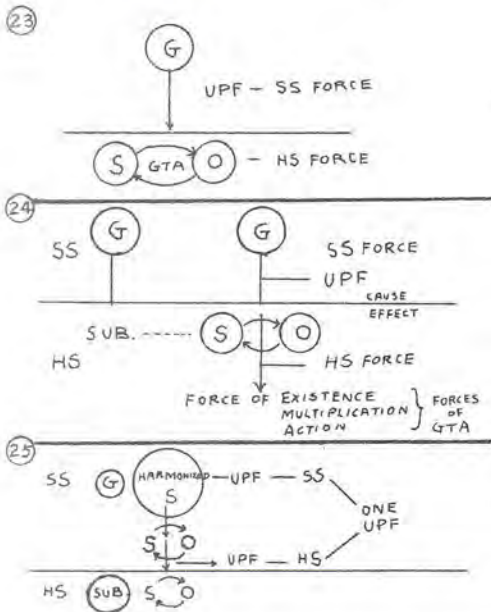 23
G
UPF - SS FORCE
S GTA O - HS FORCE
24
SS G G SS FORCE
UPF
CAUSE
EFFECT
SUB. S O
HS HS FORCE
FORCE OF EXISTENCE
MULTIPLICATION
ACTION
FORCES
OF
GTA
25
SS G HARMONIZED UPF - SS
S
ONE
UPF
S O
UPF - HS
HS SUB. S O